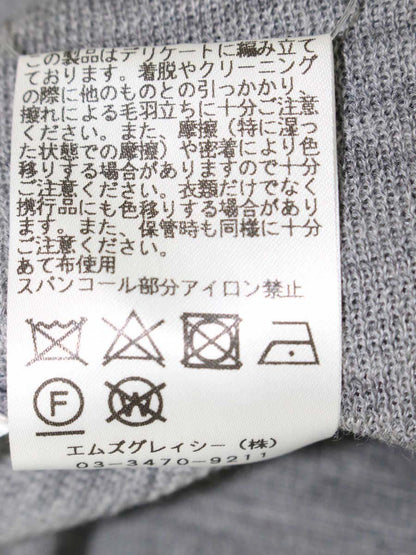 この製品はデリケートに編み立て
ております。着脱やクリーニング
の際に他のものとの引っかかり、
擦れによる毛羽立ちに十分ご注意
ください。また、摩擦（特に湿っ
た状態での摩擦）や密着により色
移りする場合がありますので十分
ご注意ください。衣類だけでなく
携行品にも色移りする場合があり
ます。また、保管時も同様に十分
ご注意ください。
あて布使用
スパンコール部分アイロン禁止
F W
エムズグレイシー（株）
03-3470-9211